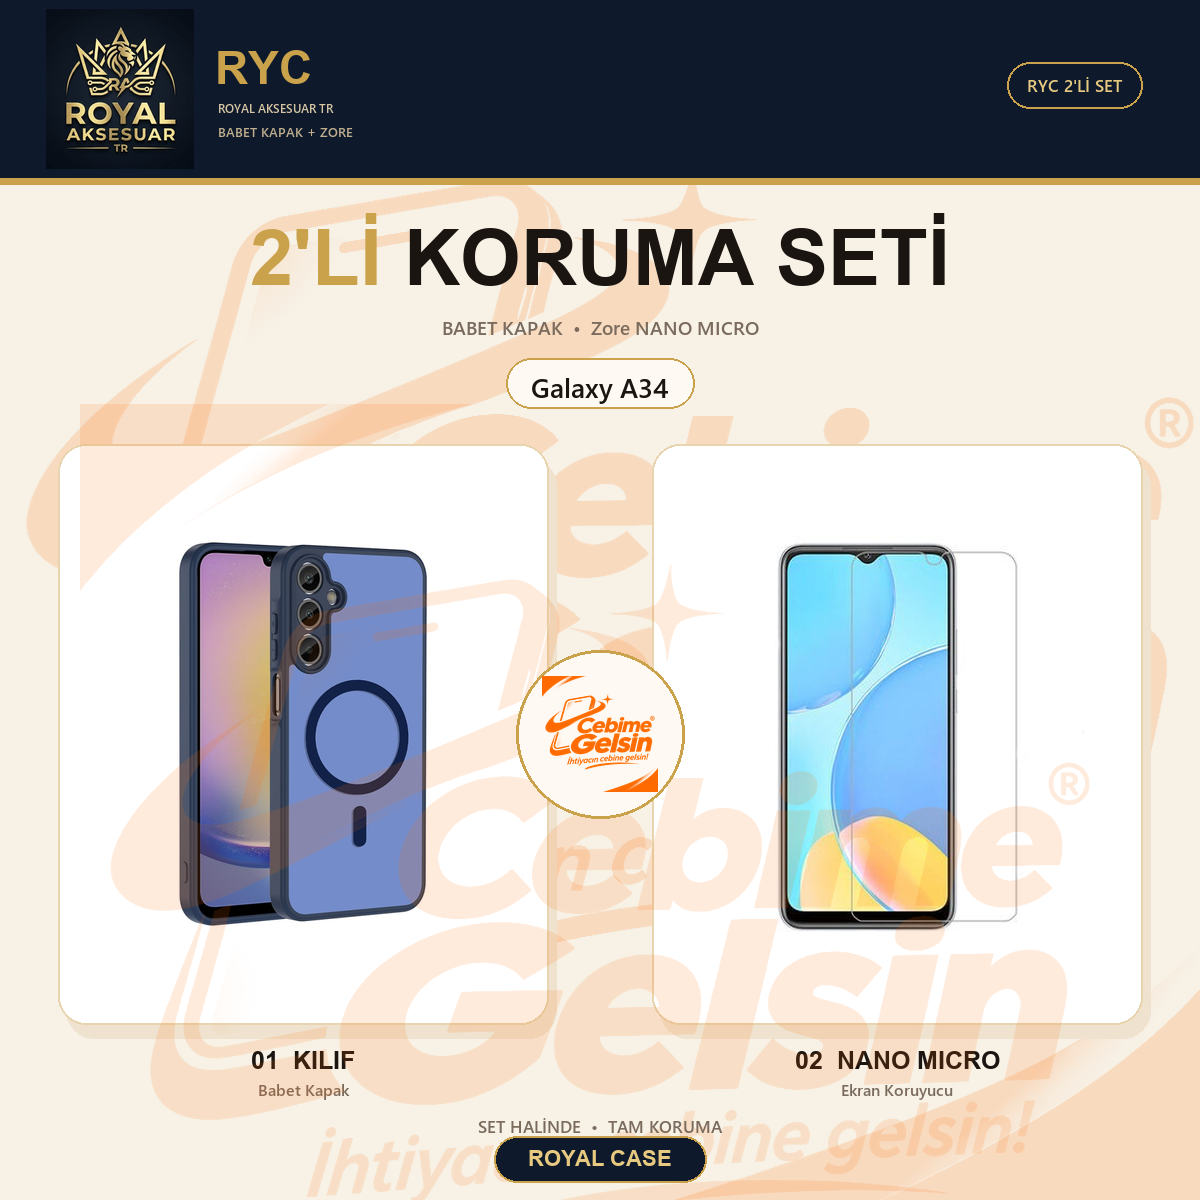 ROYAL
AKSESUAR
TR
RYC
ROYAL AKSESUAR TR
BABET KAPAK + ZORE
RYC 2'Lİ SET
2'Lİ KORUMA SETİ
BABET KAPAK • Zore NANO MICRO
Galaxy A34
Cebime®
Gelsin
İhtiyacın cebine gelsin!
®
Cebime®
Gelsin
01 KILIF
Babet Kapak
02 NANO MICRO
Ekran Koruyucu
SET HALİNDE • TAM KORUMA
ROYAL CASE